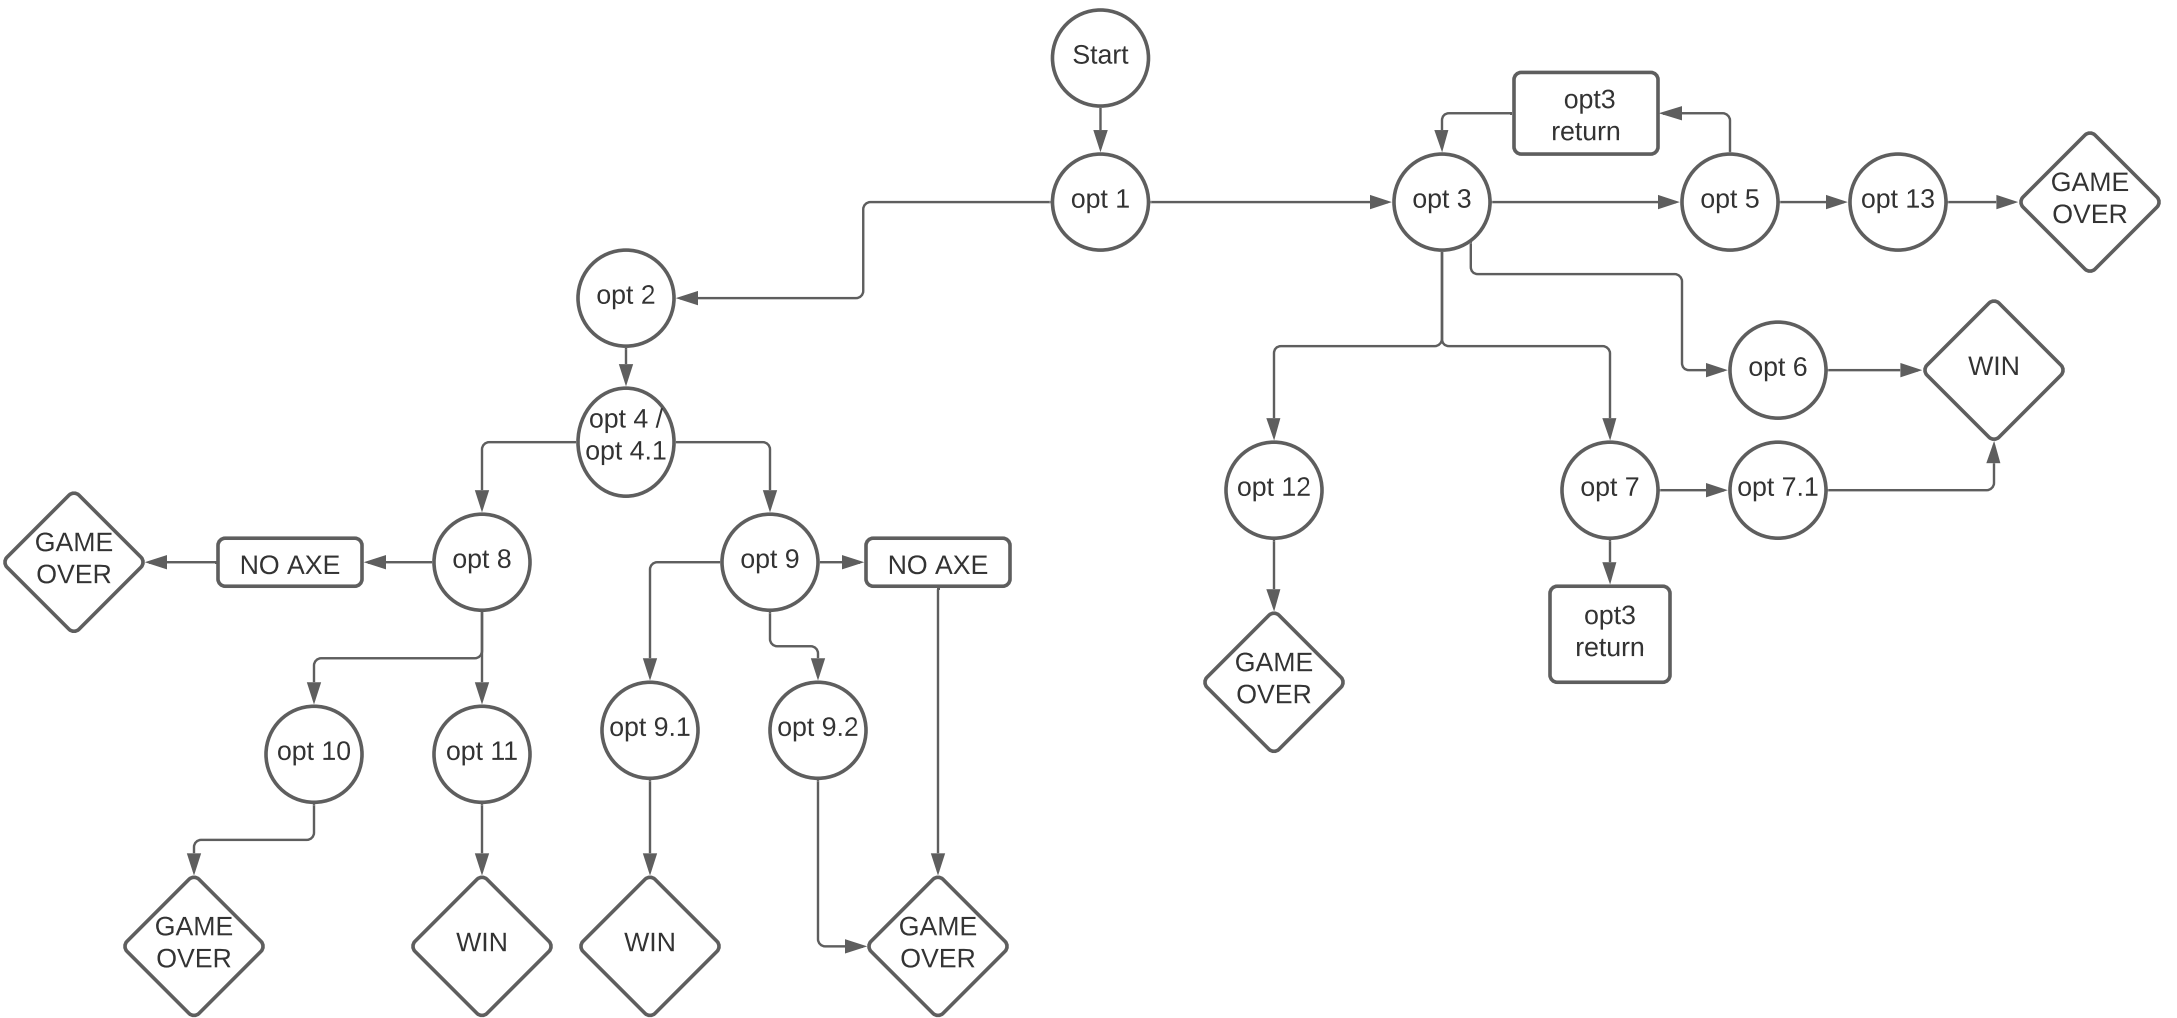 Start
opt3
return
opt 1
opt 3
opt 5
opt 13
GAME
OVER
opt 2
opt 6
WIN
opt 4 /
opt 4.1
opt 12
opt 7
opt 7.1
GAME
OVER
NO AXE
opt 8
opt 9
NO AXE
opt3
return
GAME
OVER
opt 9.1
opt 9.2
opt 10
opt 11
GAME
OVER
WIN
WIN
GAME
OVER